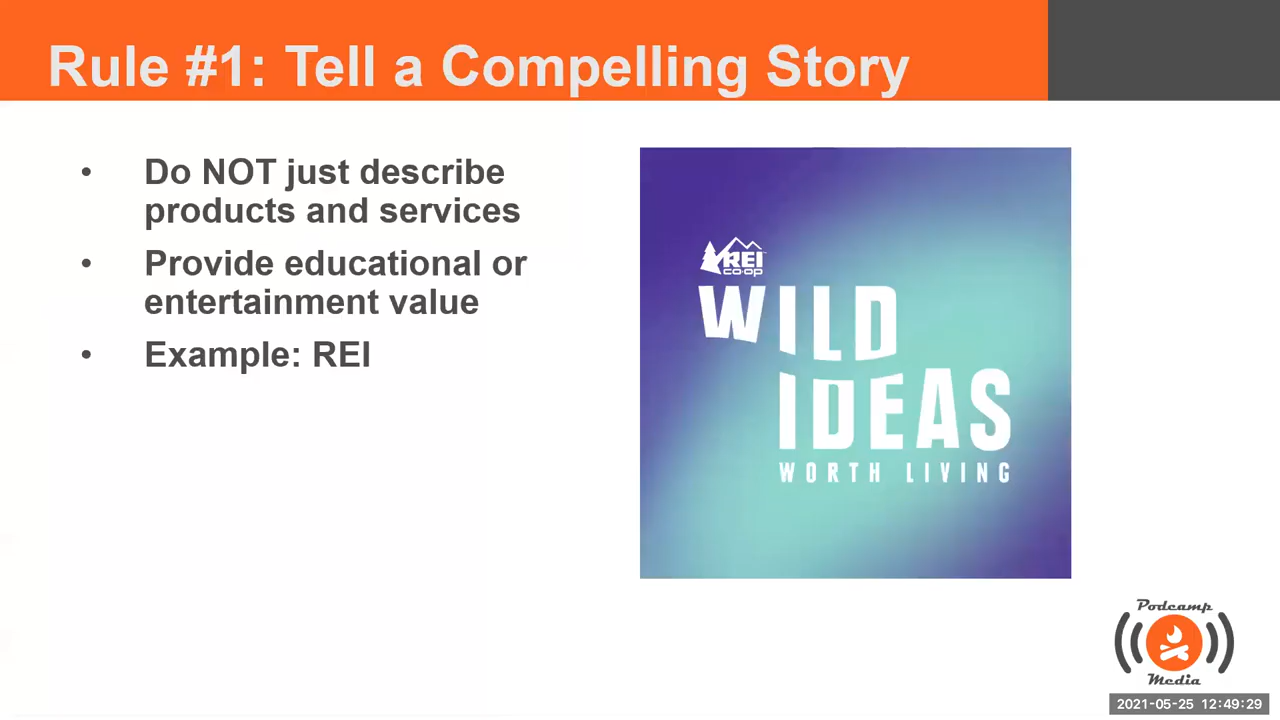 Rule #1: Tell a Compelling Story
• Do NOT just describe
products and services
• Provide educational or
entertainment value
• Example: REI
REI
co·op
WILD
IDEAS
WORTH LIVING
Podcamp
Media
2021-05-25 12:49:29